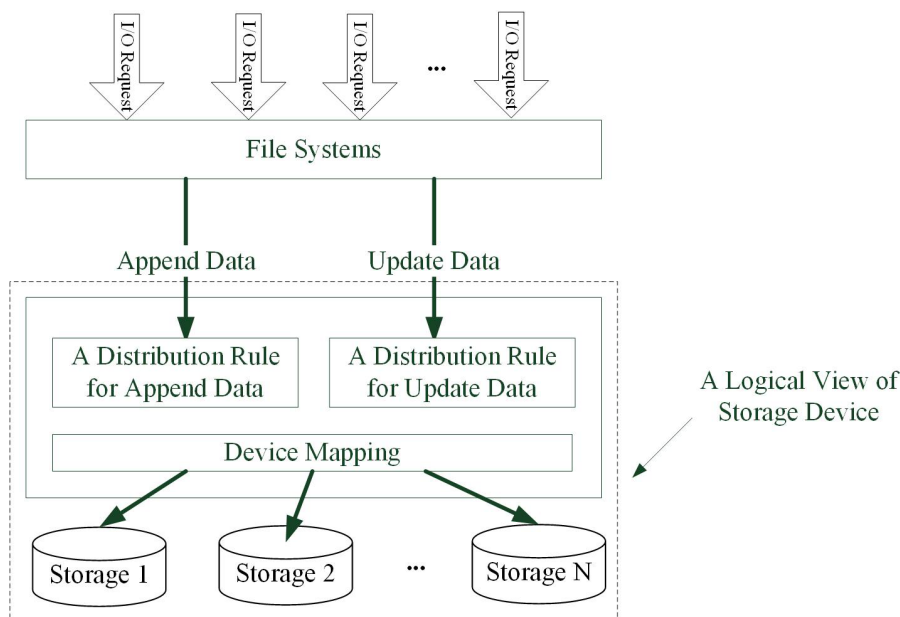 I/O Request
I/O Request
I/O Request
...
I/O Request
File Systems
Append Data
Update Data
A Distribution Rule
for Append Data
A Distribution Rule
for Update Data
A Logical View of
Storage Device
Device Mapping
Storage 1
Storage 2
...
Storage N